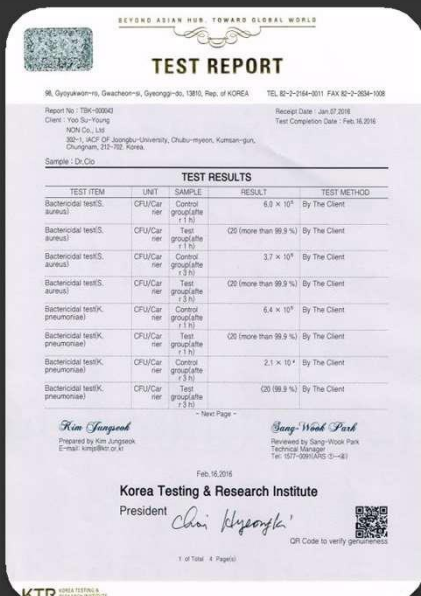 BEYOND ASIAN HUB, TOWARD GLOBAL WORLD
TEST REPORT
98, Gyoyukwon-ro, Gwacheon-si, Gyeonggi-do, 13810, Rep. of KOREA TEL 82-2-2164-0011 FAX 82-2-2634-1008
Report No : TBK-000043 Receipt Date : Jan.07,2016
Client : Yoo Su-Young Test Completion Date : Feb.16,2016
NON Co., Ltd
302-1, IACF OF Joongbu-University, Chubu-myeon, Kumsan-gun,
Chungnam, 312-702, Korea.
Sample : Dr.Clo
TEST RESULTS
TEST ITEM UNIT SAMPLE RESULT TEST METHOD
Bactericidal test(S. aureus) CFU/Carrier Control group(after 1 h) By The Client
Bactericidal test(S. aureus) CFU/Carrier Test group(after 1 h) (20 (more than 99.9 %) By The Client
Bactericidal test(S. aureus) CFU/Carrier Control group(after 3 h) By The Client
Bactericidal test(S. aureus) CFU/Carrier Test group(after 3 h) (20 (more than 99.9 %) By The Client
Bactericidal test(K. pneumoniae) CFU/Carrier Control group(after 1 h) By The Client
Bactericidal test(K. pneumoniae) CFU/Carrier Test group(after 1 h) (20 (more than 99.9 %) By The Client
Bactericidal test(K. pneumoniae) CFU/Carrier Control group(after 3 h) By The Client
Bactericidal test(K. pneumoniae) CFU/Carrier Test group(after 3 h) (20 (99.9 %) By The Client
- Next Page -
Kim Jungseok Sang-Wook Park
Prepared by Kim Jungseok Reviewed by Sang-Wook Park
E-mail: kimjs@ktr.or.kr Technical Manager
Feb,16,2016
Korea Testing & Research Institute
President
QR Code to verify genuineness
1 of Total 4 Page(s)
KTR KOREA TESTING &